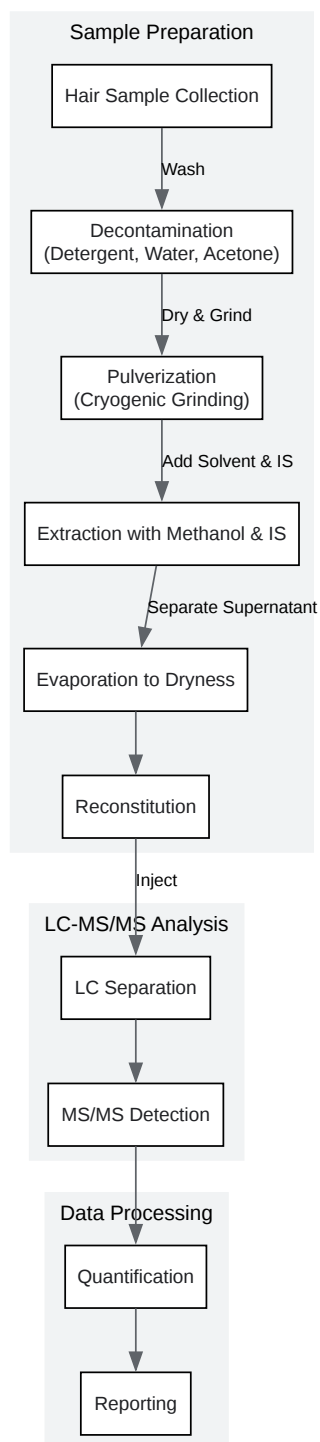 Sample Preparation
Hair Sample Collection
Wash
Decontamination
(Detergent, Water, Acetone)
Dry & Grind
Pulverization
(Cryogenic Grinding)
Add Solvent & IS
Extraction with Methanol & IS
Separate Supernatant
Evaporation to Dryness
Reconstitution
Inject
LC-MS/MS Analysis
LC Separation
MS/MS Detection
Data Processing
Quantification
Reporting